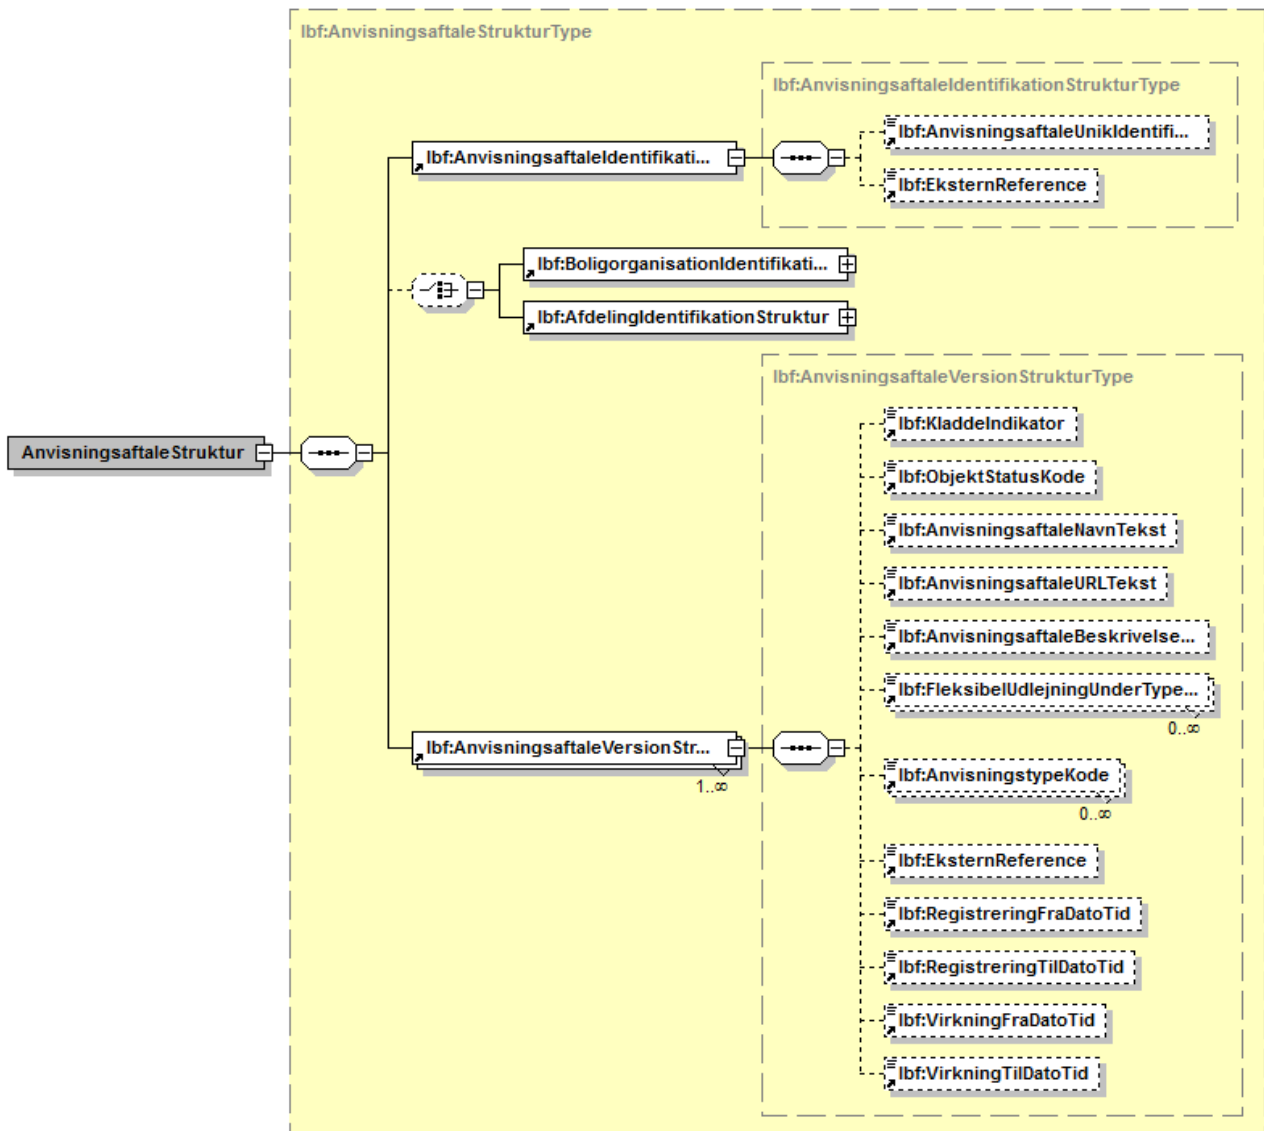 lbf:AnvisningsaftaleStrukturType
lbf:AnvisningsaftaleIdentifikationStrukturType
lbf:AnvisningsaftaleUnikIdentifi...
lbf:AnvisningsaftaleIdentifikati...
lbf:EksternReference
lbf:BoligorganisationIdentifikati...
lbf:AfdelingIdentifikationStruktur
lbf:AnvisningsaftaleVersionStrukturType
lbf:KladdeIndikator
AnvisningsaftaleStruktur
lbf:ObjektStatusKode
lbf:AnvisningsaftaleNavnTekst
lbf:AnvisningsaftaleURLTekst
lbf:AnvisningsaftaleBeskrivelse...
lbf:FleksibelUdlejningUnderType...
0..∞
lbf:AnvisningsaftaleVersionStr...
1..∞
lbf:AnvisningstypeKode
0..∞
lbf:EksternReference
lbf:RegistreringFraDatoTid
lbf:RegistreringTilDatoTid
lbf:VirkningFraDatoTid
lbf:VirkningTilDatoTid